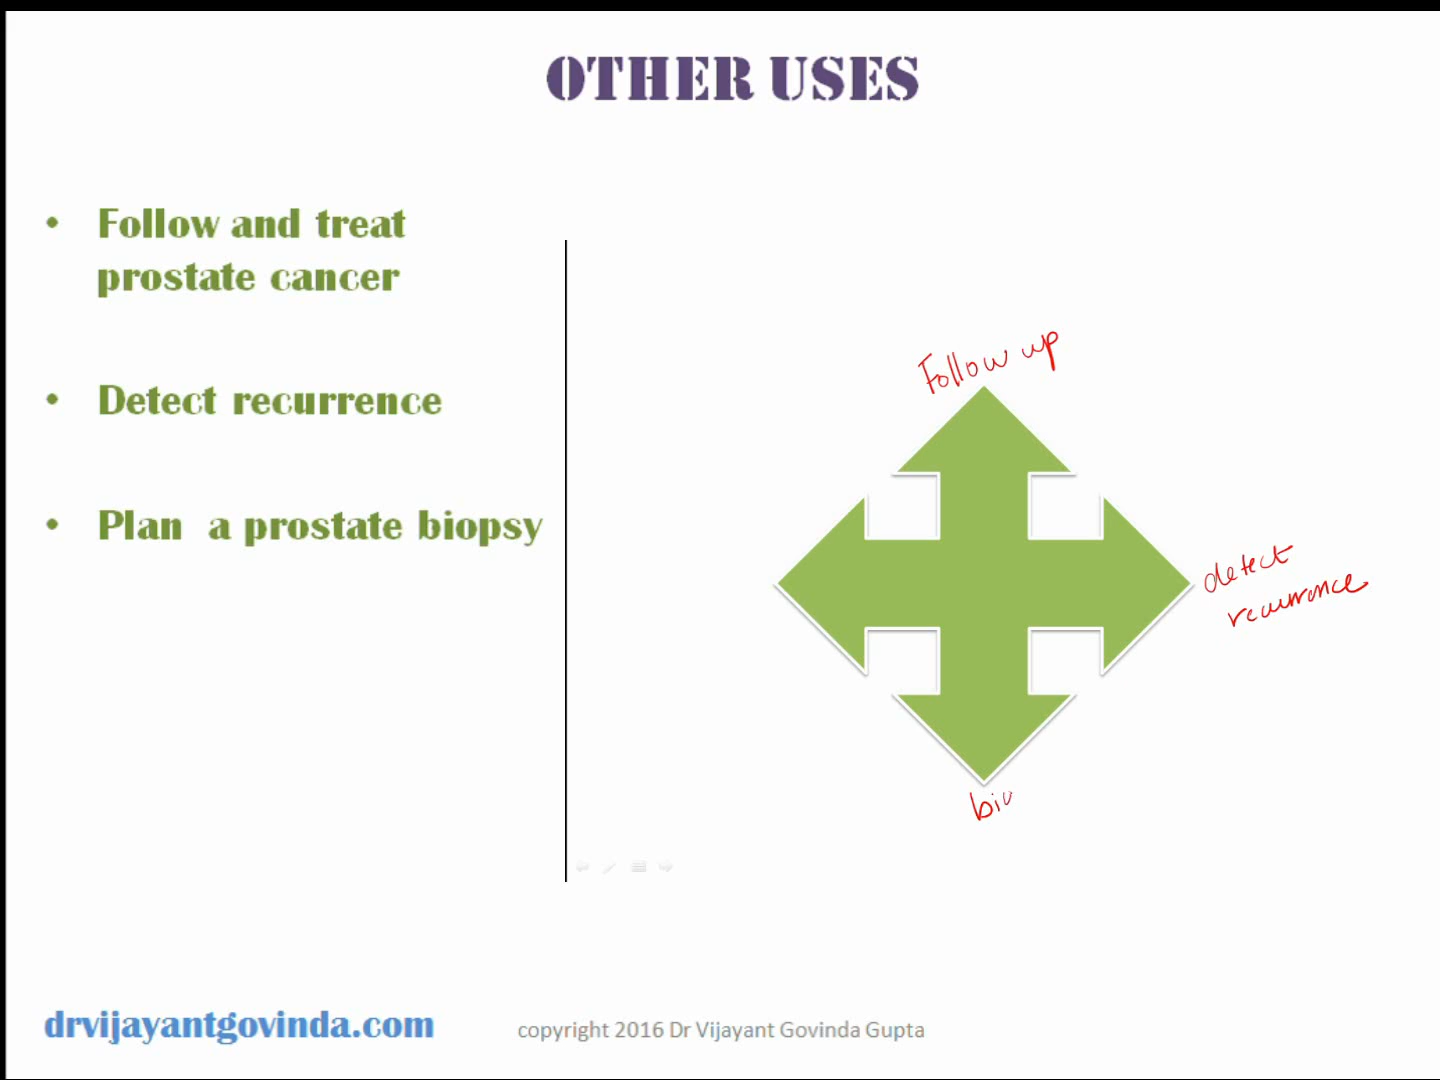 OTHER USES
• Follow and treat
prostate cancer
• Detect recurrence
• Plan a prostate biopsy
Follow up
detect
recurrence
bio
drvijayantgovinda.com
copyright 2016 Dr Vijayant Govinda Gupta